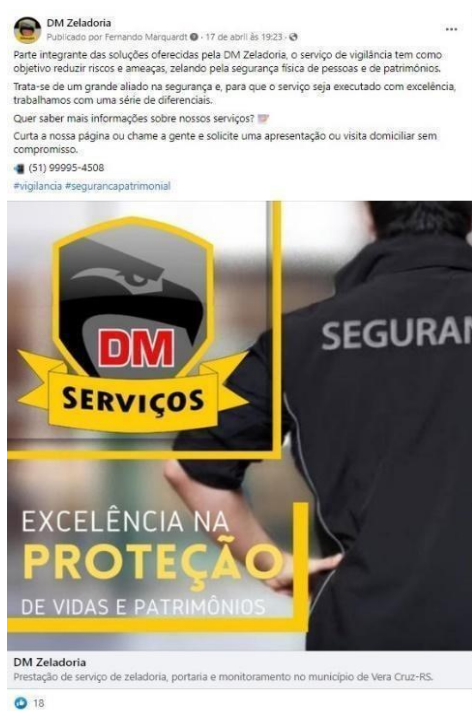 DM Zeladoria
Publicado por Fernando Marquardt · 17 de abril às 19:23 ·
Parte integrante das soluções oferecidas pela DM Zeladoria, o serviço de vigilância tem como
objetivo reduzir riscos e ameaças, zelando pela segurança física de pessoas e de patrimônios.
Trata-se de um grande aliado na segurança e, para que o serviço seja executado com excelência,
trabalhamos com uma série de diferenciais.
Quer saber mais informações sobre nossos serviços?
Curta a nossa página ou chame a gente e solicite uma apresentação ou visita domiciliar sem
compromisso.
(51) 99995-4508
#vigilancia #segurancapatrimonial
DM
SERVIÇOS
SEGURAN
EXCELÊNCIA NA
PROTEÇÃO
DE VIDAS E PATRIMÔNIOS
DM Zeladoria
Prestação de serviço de zeladoria, portaria e monitoramento no município de Vera Cruz-RS.
18